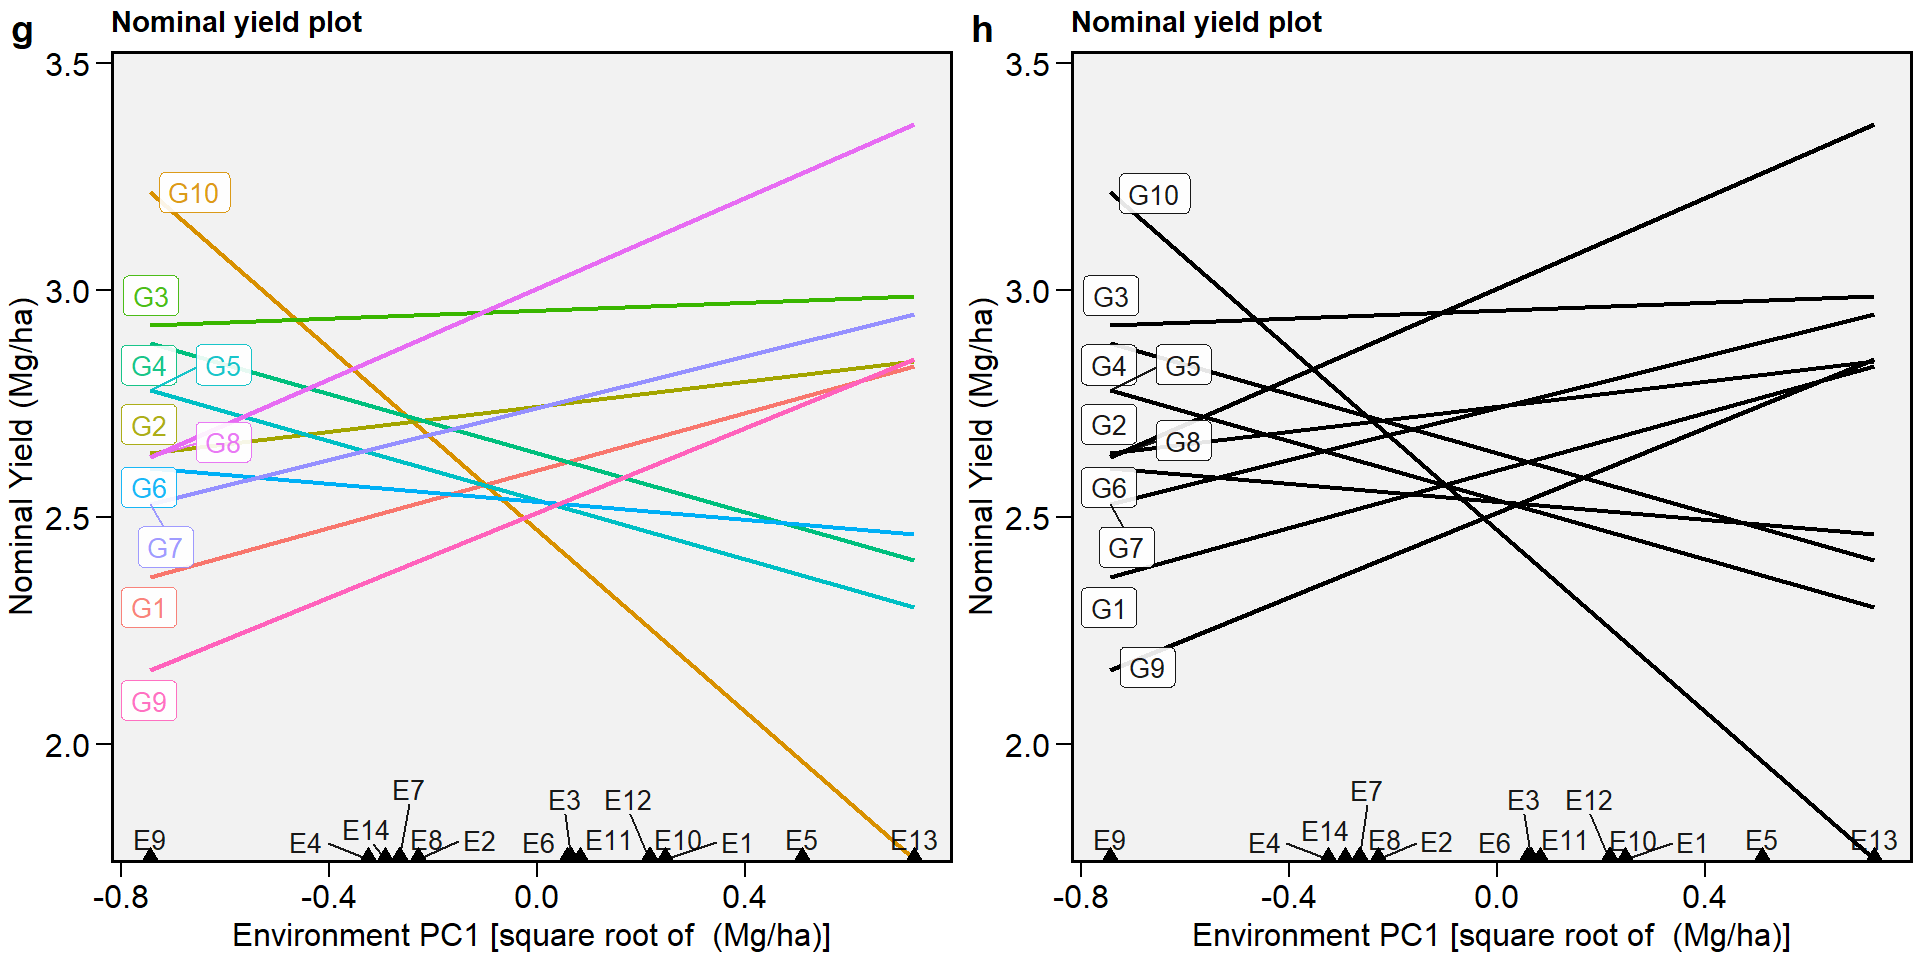 g
Nominal yield plot
Nominal Yield (Mg/ha)
3.5
3.0
2.5
2.0
G10
G3
G4 G5
G2
G8
G6
G7
G1
G9
E7
E3 E12
E14
E9 E4 E8 E2 E6 E11 E10 E1 E5 E13
-0.8 -0.4 0.0 0.4
Environment PC1 [square root of  (Mg/ha)]
h
Nominal yield plot
Nominal Yield (Mg/ha)
3.5
3.0
2.5
2.0
G10
G3
G4 G5
G2
G8
G6
G7
G1
G9
E7
E3 E12
E14
E9 E4 E8 E2 E6 E11 E10 E1 E5 E13
-0.8 -0.4 0.0 0.4
Environment PC1 [square root of  (Mg/ha)]